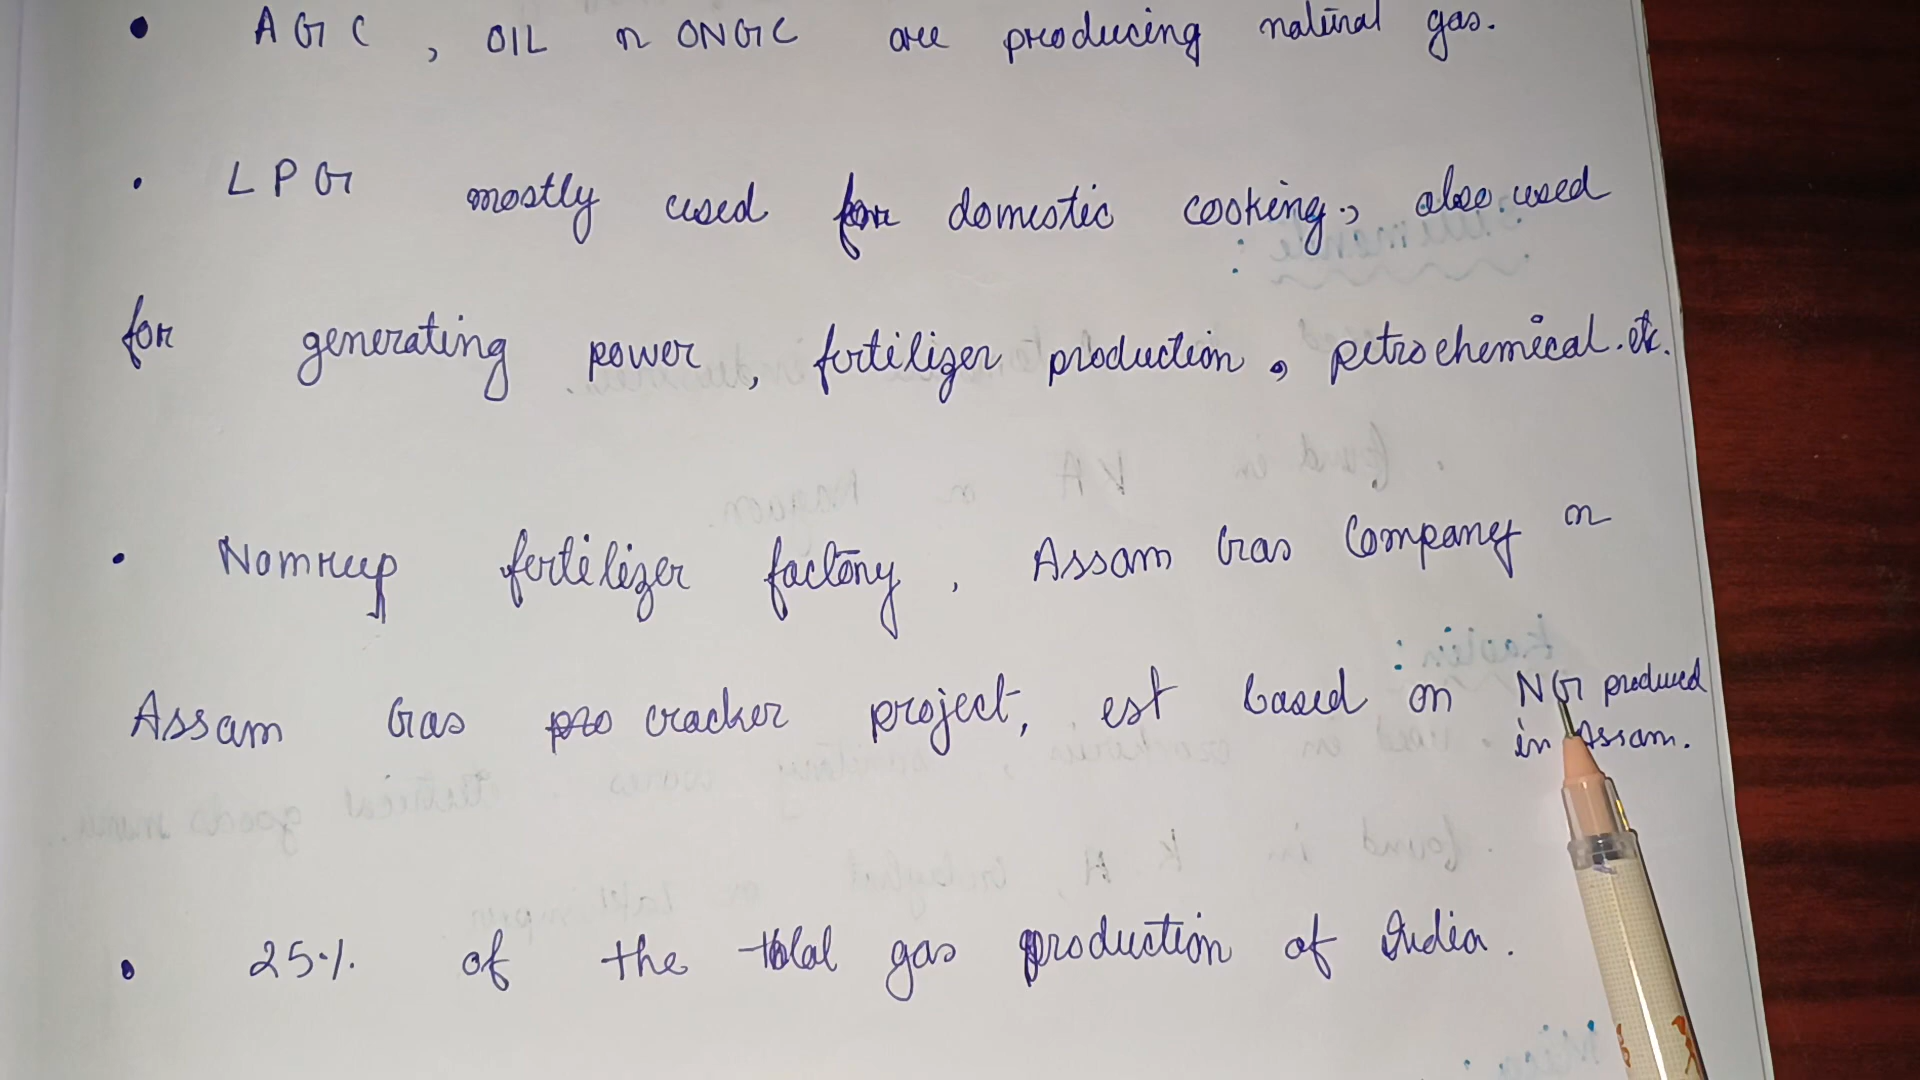 • AGC, OIL n ONGC are producing natural gas.
• LPG mostly used for domestic cooking, also used
for generating power, fertilizer production, petrochemical. etc.
• Namrup fertilizer factory, Assam Gas Company n
Assam Gas pro cracker project, est based on NG produced
in Assam.
• 25% of the total gas production of India.